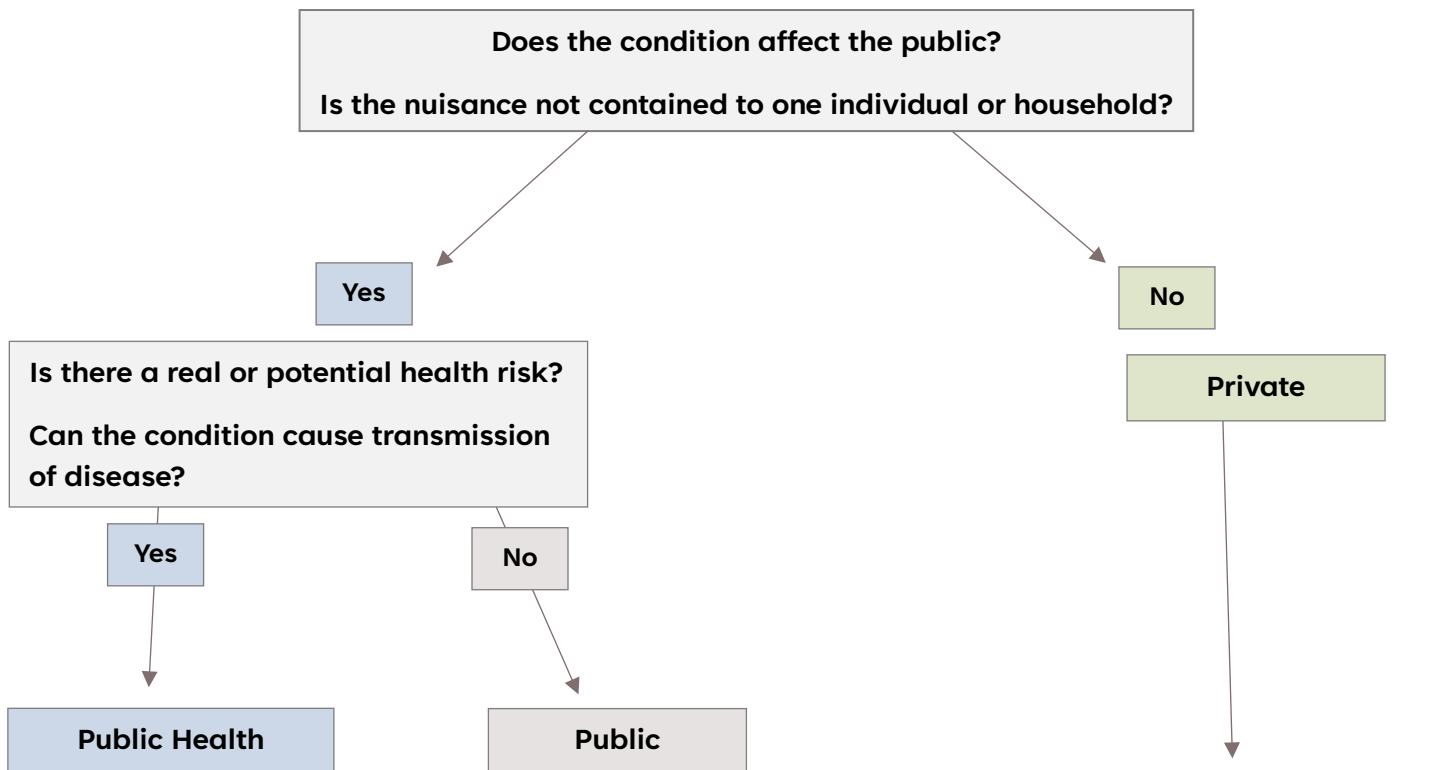 Does the condition affect the public?
Is the nuisance not contained to one individual or household?
Yes
No
Is there a real or potential health risk?
Can the condition cause transmission
of disease?
Private
Yes
No
Public Health
Public